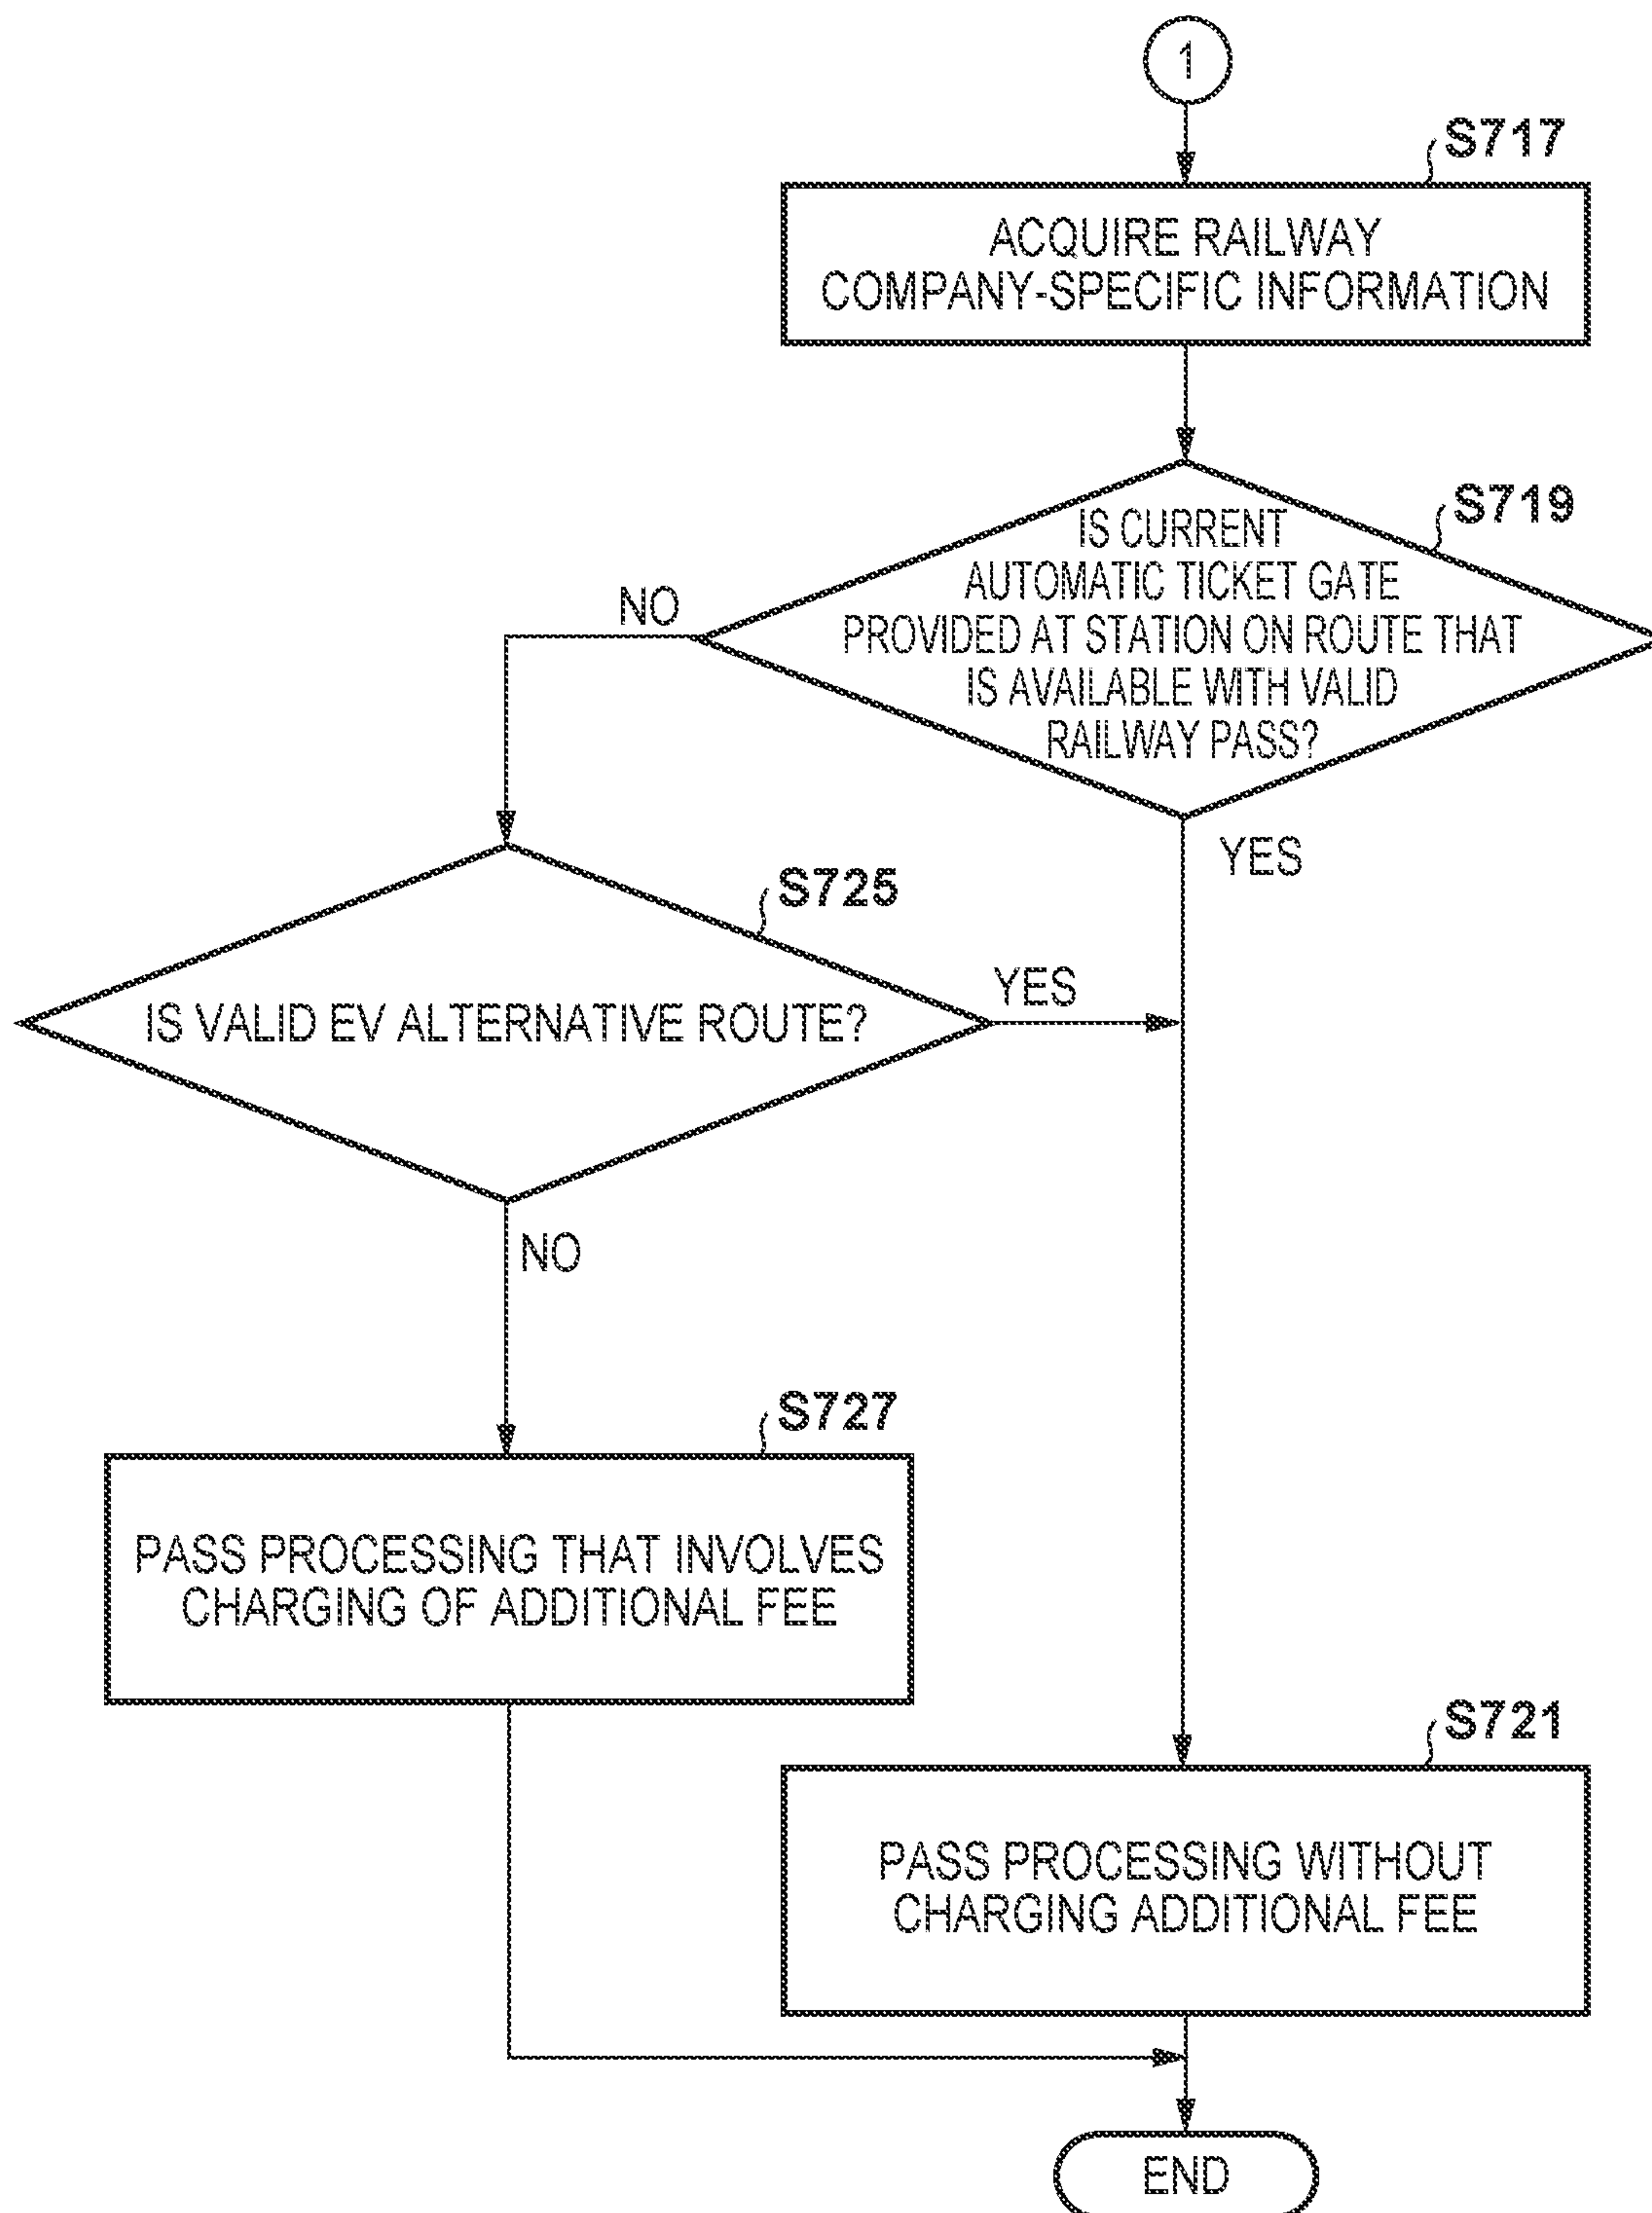 1
S717
ACQUIRE RAILWAY
COMPANY-SPECIFIC INFORMATION
S719
IS CURRENT
AUTOMATIC TICKET GATE
PROVIDED AT STATION ON ROUTE THAT
IS AVAILABLE WITH VALID
RAILWAY PASS?
NO
YES
S725
IS VALID EV ALTERNATIVE ROUTE?
YES
NO
S727
PASS PROCESSING THAT INVOLVES
CHARGING OF ADDITIONAL FEE
S721
PASS PROCESSING WITHOUT
CHARGING ADDITIONAL FEE
END